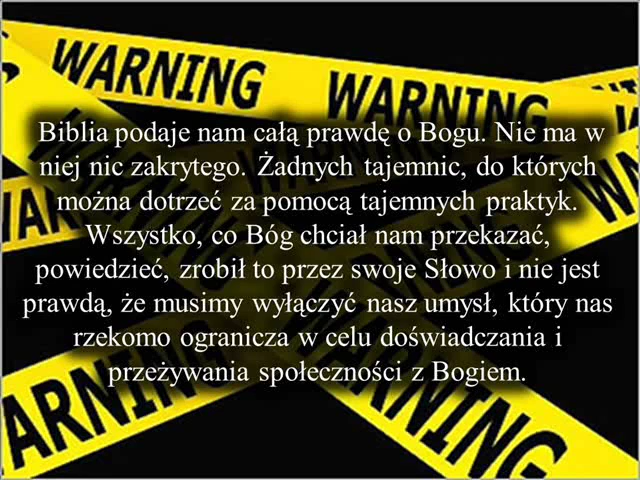 WARNING WARNING
Biblia podaje nam całą prawdę o Bogu. Nie ma w
niej nic zakrytego. Żadnych tajemnic, do których
można dotrzeć za pomocą tajemnych praktyk.
Wszystko, co Bóg chciał nam przekazać,
powiedzieć, zrobił to przez swoje Słowo i nie jest
prawdą, że musimy wyłączyć nasz umysł, który nas
rzekomo ogranicza w celu doświadczania i
przeżywania społeczności z Bogiem.
ARNING WARNING